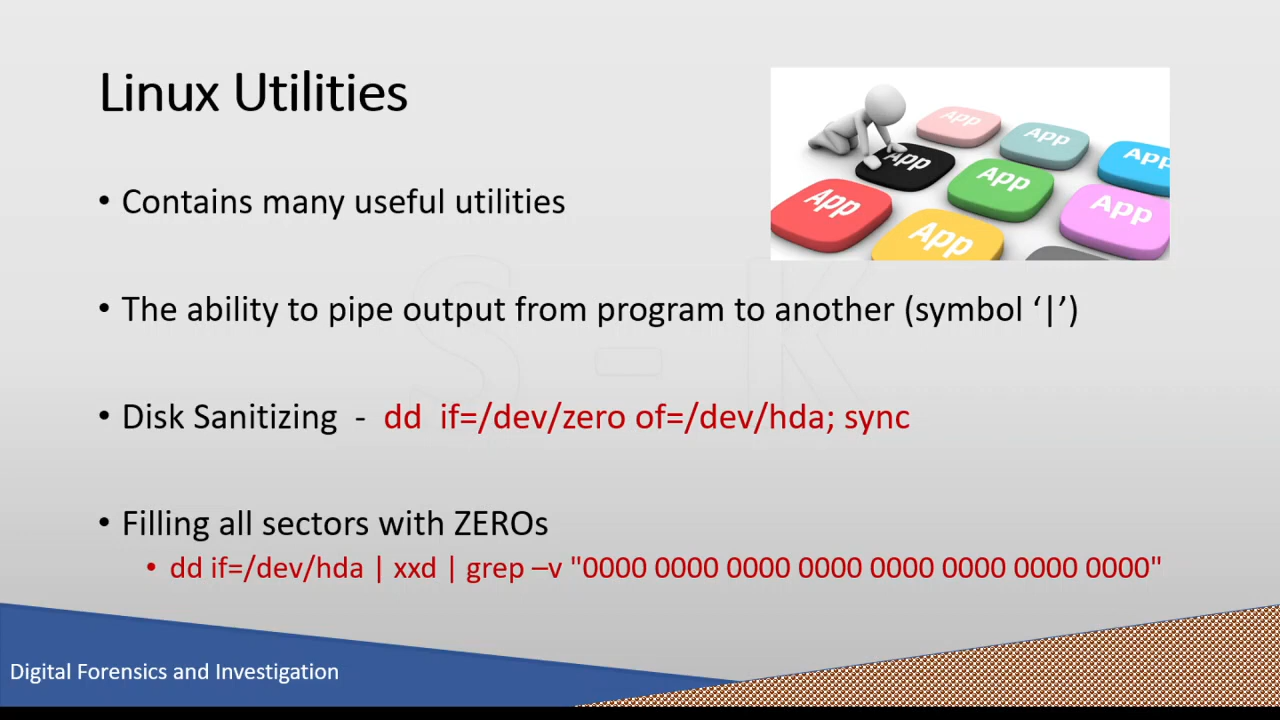 Linux Utilities
App
App
App
App
App
App
App
App
• Contains many useful utilities
• The ability to pipe output from program to another (symbol ‘|’)
S - K
• Disk Sanitizing - dd if=/dev/zero of=/dev/hda; sync
• Filling all sectors with ZEROs
• dd if=/dev/hda | xxd | grep –v "0000 0000 0000 0000 0000 0000 0000 0000"
Digital Forensics and Investigation